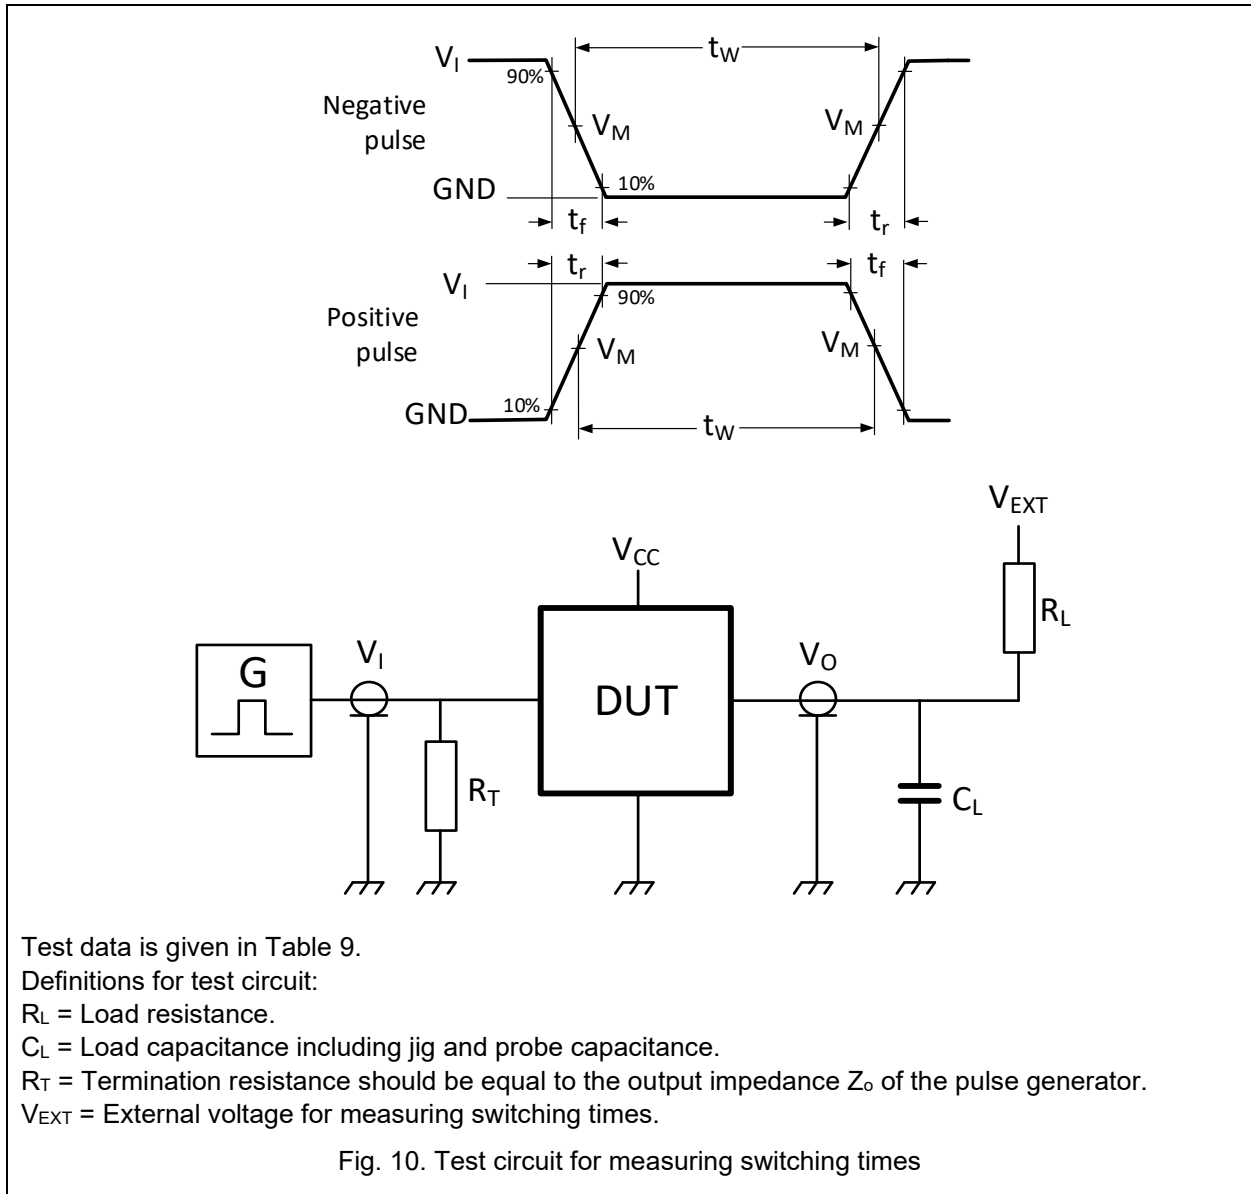 V_I
90%
t_W
Negative
pulse
V_M
V_M
GND
10%
t_f
t_r
t_r
t_f
V_I
90%
Positive
pulse
V_M
V_M
10%
GND
t_W
V_EXT
V_CC
R_L
G
V_I
DUT
V_O
R_T
C_L
Test data is given in Table 9.
Definitions for test circuit:
R_L = Load resistance.
C_L = Load capacitance including jig and probe capacitance.
R_T = Termination resistance should be equal to the output impedance Z_o of the pulse generator.
V_EXT = External voltage for measuring switching times.
Fig. 10. Test circuit for measuring switching times